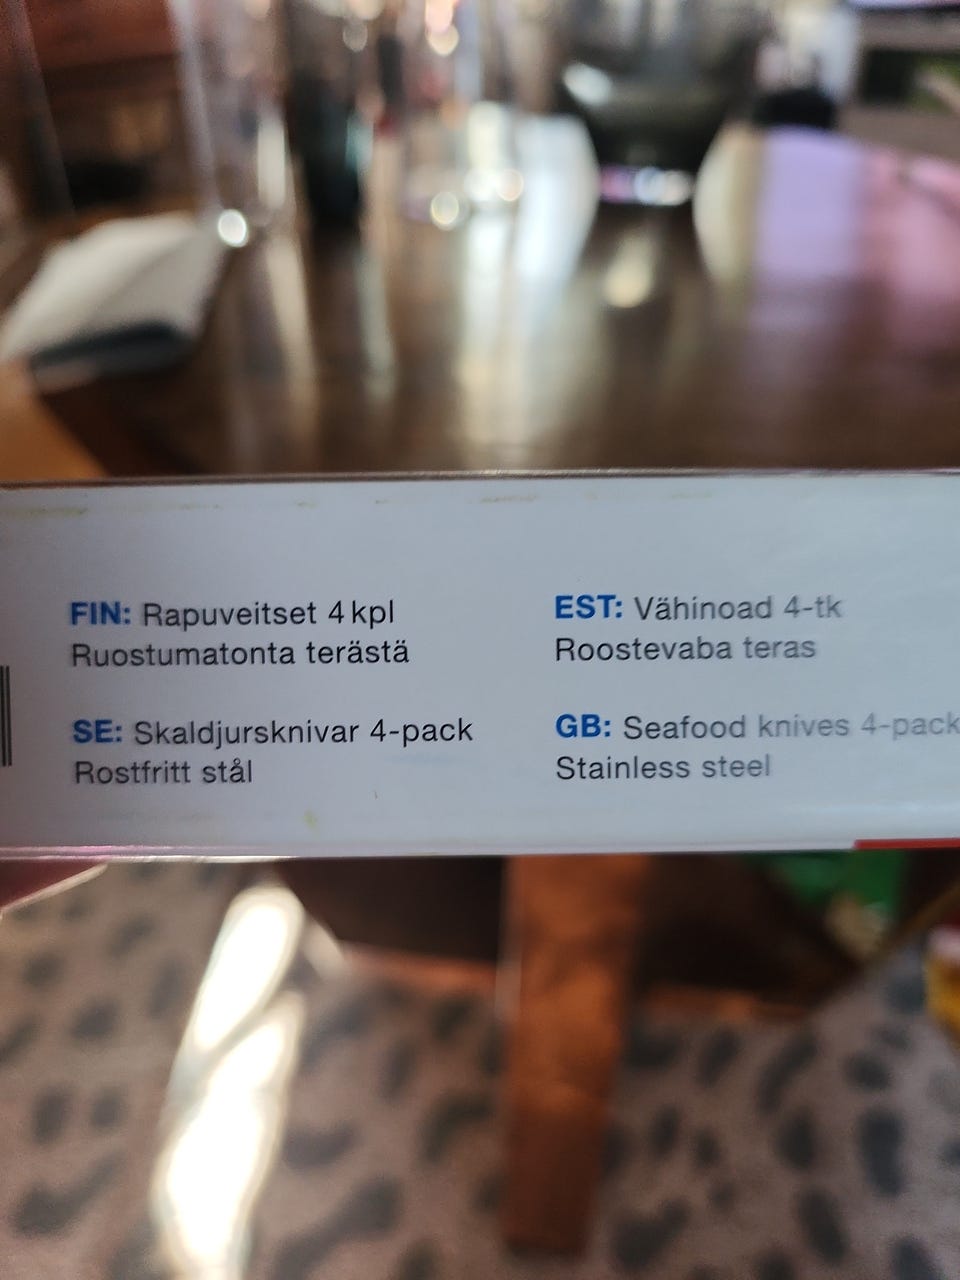 FIN: Rapuveitset 4 kpl
Ruostumatonta terästä
SE: Skaldjursknivar 4-pack
Rostfritt stål
EST: Vähinoad 4-tk
Roostevaba teras
GB: Seafood knives 4-pack
Stainless steel